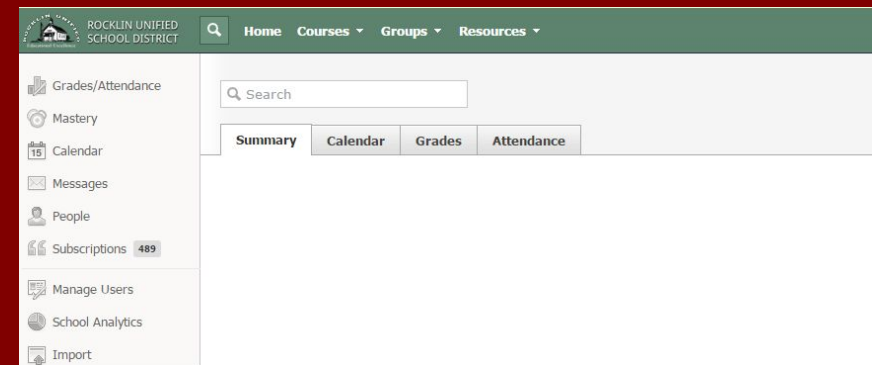 ROCKLIN UNIFIED
SCHOOL DISTRICT
Home Courses Groups Resources
Grades/Attendance
Mastery
15 Calendar
Messages
People
Subscriptions 489
Manage Users
School Analytics
Import
Search
Summary Calendar Grades Attendance